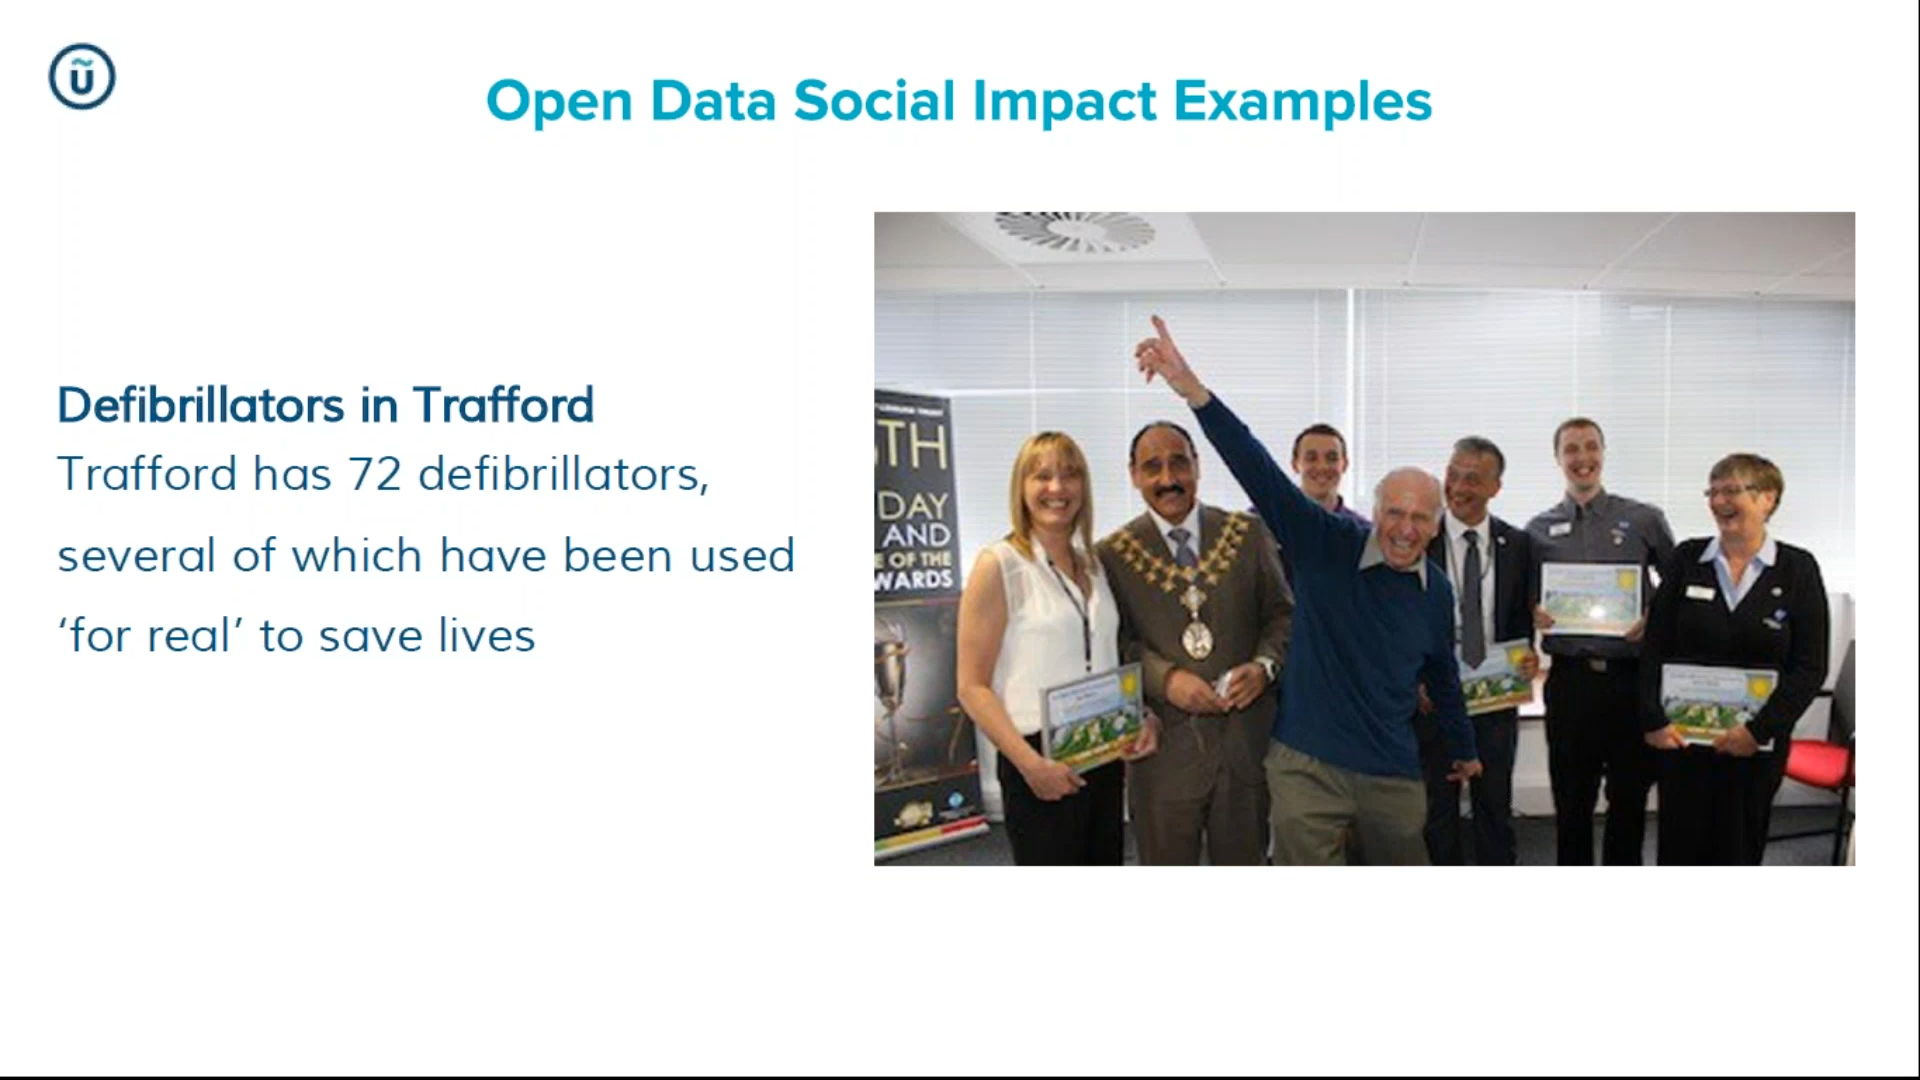 Ũ
Open Data Social Impact Examples
Defibrillators in Trafford
Trafford has 72 defibrillators,
several of which have been used
‘for real’ to save lives
TH
DAY
AND
E OF THE
WARDS